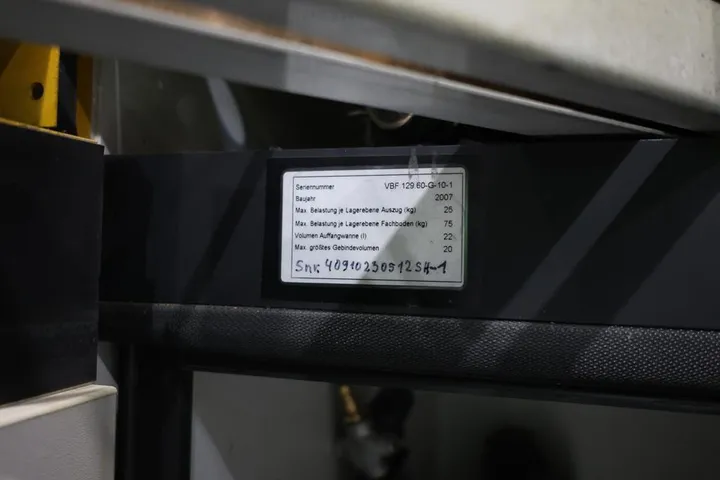 Seriennummer VBF.129.60-G-10-1
Baujahr 2007
Max. Belastung je Lagerebene Auszug (kg) 25
Max. Belastung je Lagerebene Fachboden (kg) 75
Volumen Auffangwanne (l) 22
Max. größtes Gebindevolumen 20
Snr. 40910230512SH-1